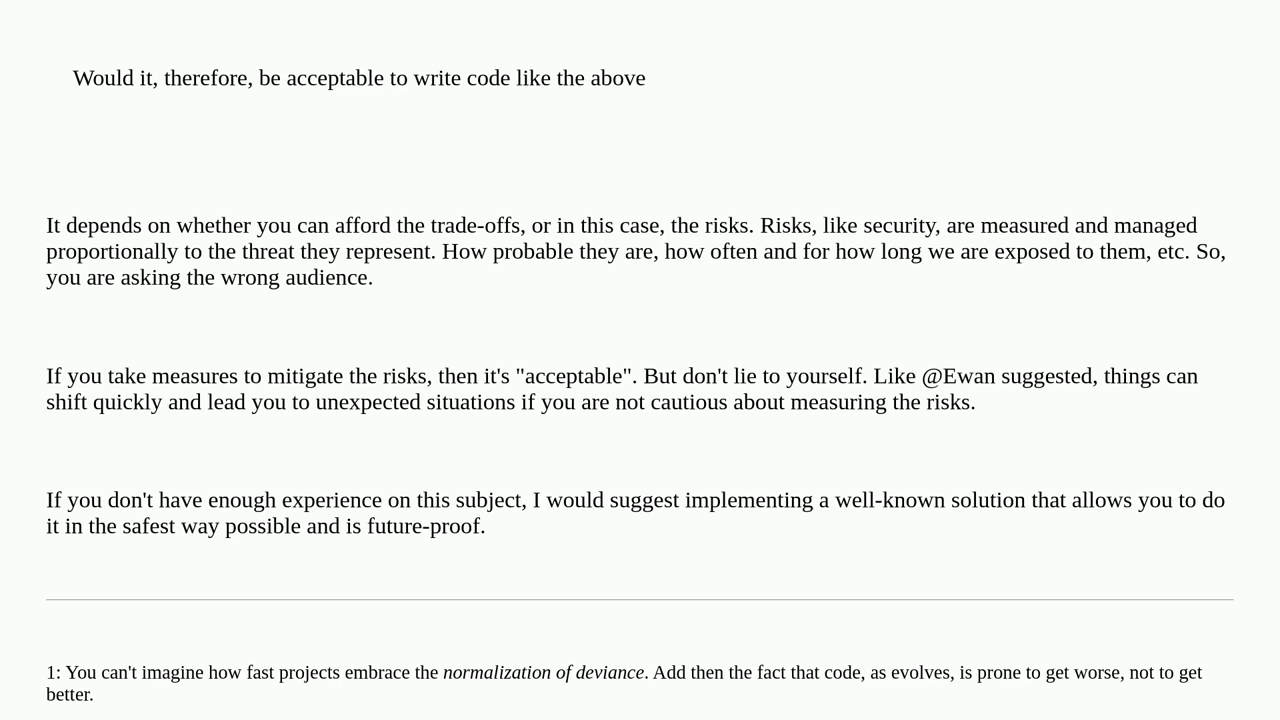 Would it, therefore, be acceptable to write code like the above
It depends on whether you can afford the trade-offs, or in this case, the risks. Risks, like security, are measured and managed
proportionally to the threat they represent. How probable they are, how often and for how long we are exposed to them, etc. So,
you are asking the wrong audience.
If you take measures to mitigate the risks, then it's "acceptable". But don't lie to yourself. Like @Ewan suggested, things can
shift quickly and lead you to unexpected situations if you are not cautious about measuring the risks.
If you don't have enough experience on this subject, I would suggest implementing a well-known solution that allows you to do
it in the safest way possible and is future-proof.
1: You can't imagine how fast projects embrace the normalization of deviance. Add then the fact that code, as evolves, is prone to get worse, not to get
better.